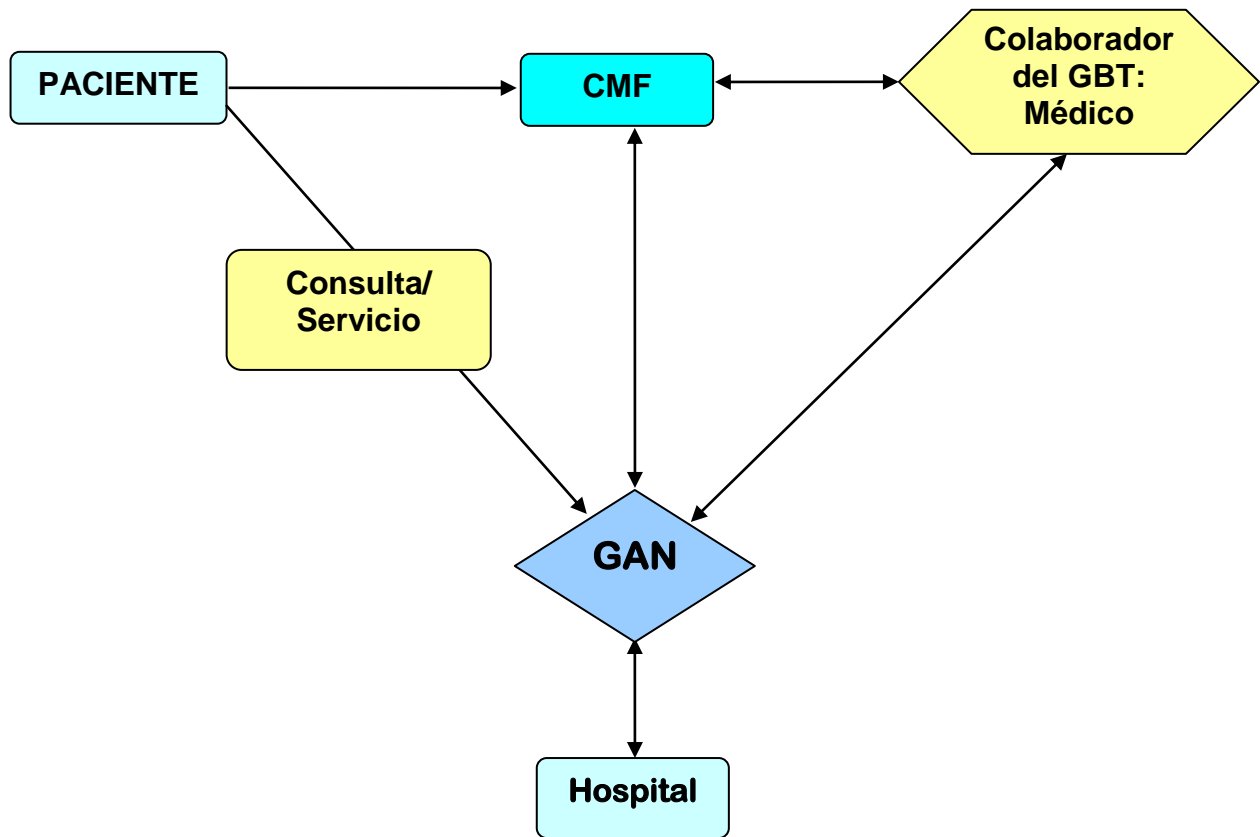 PACIENTE
CMF
Colaborador
del GBT:
Médico
Consulta/
Servicio
GAN
Hospital